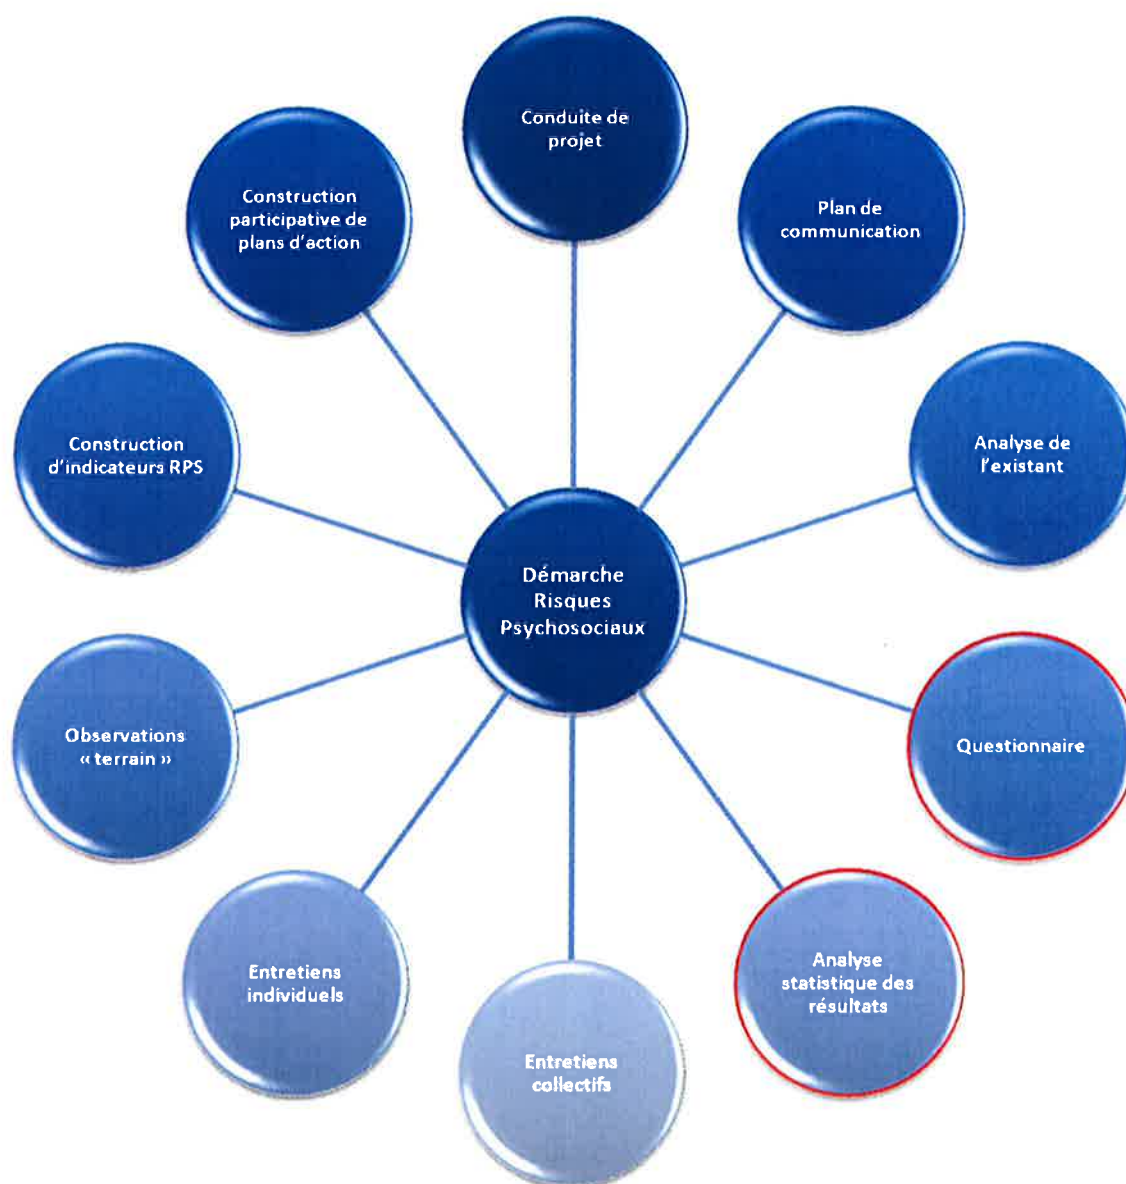 Conduite de
projet
Plan de
communication
Analyse de
l'existant
Questionnaire
Analyse
statistique des
résultats
Entretiens
collectifs
Entretiens
individuels
Observations
« terrain »
Construction
d'indicateurs RPS
Construction
participative de
plans d'action
Démarche
Risques
Psychosociaux